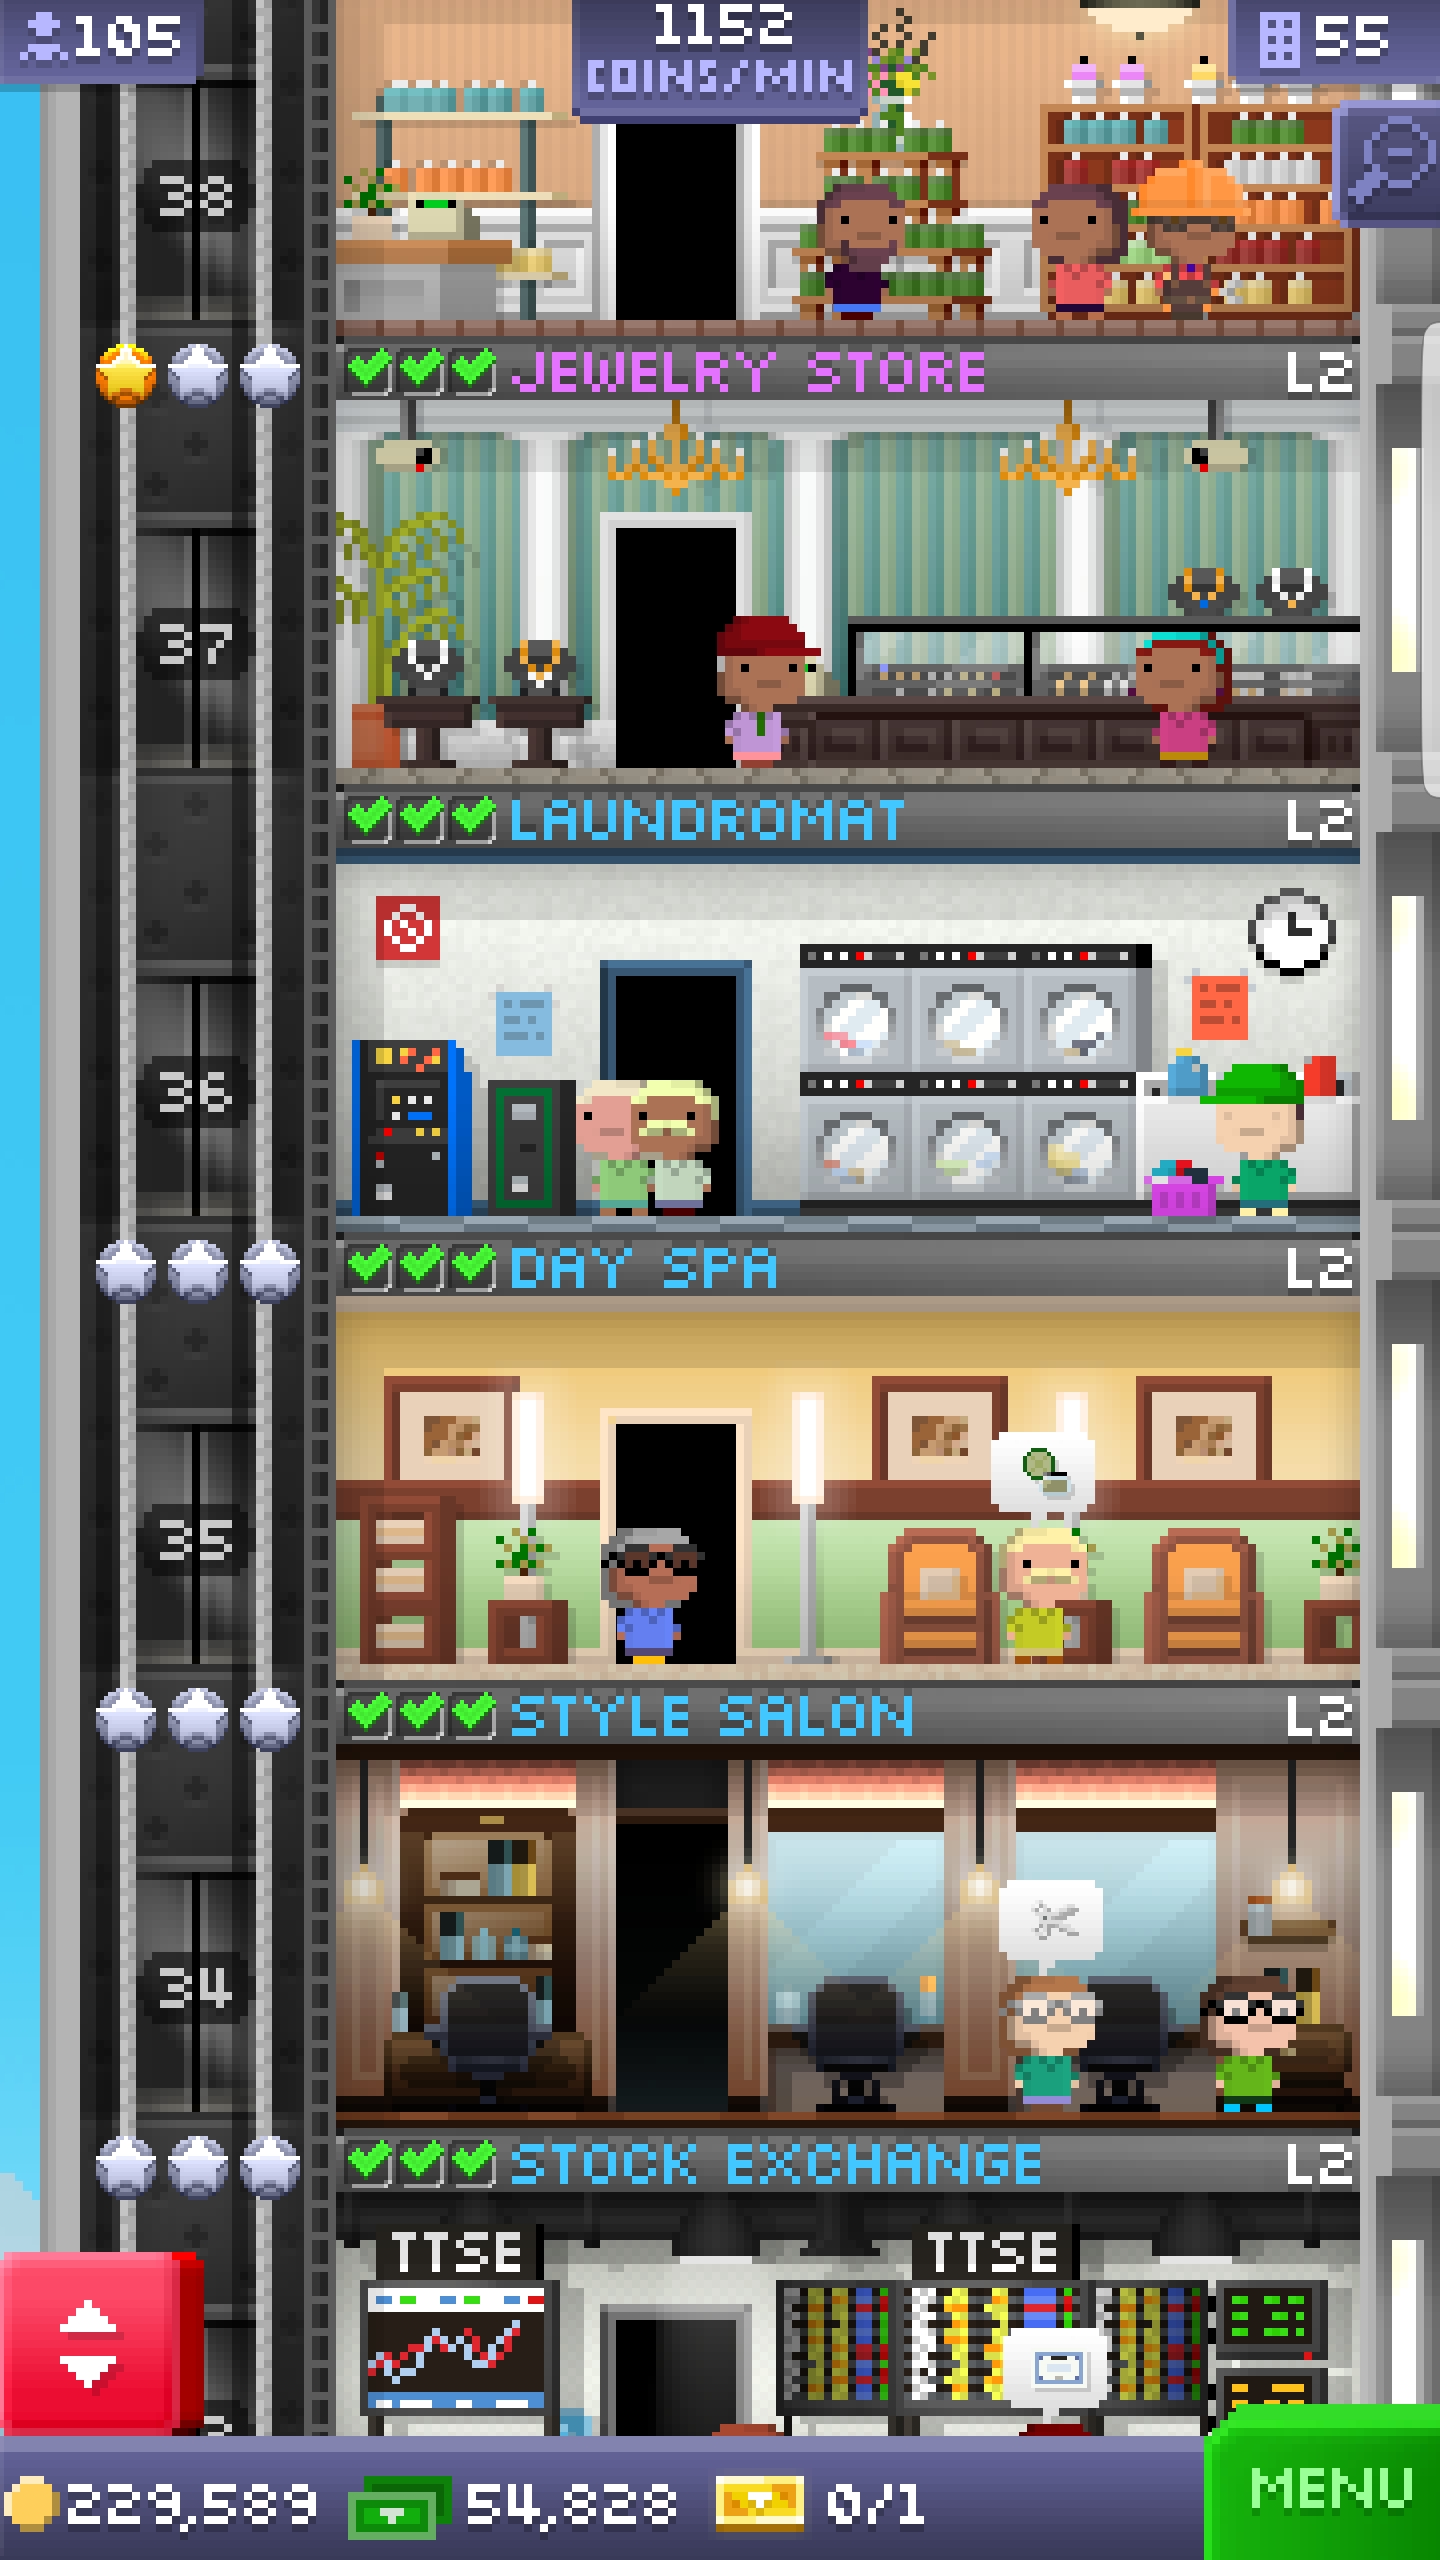 105
1152
COINS/MIN
55
38
JEWELRY STORE L2
37
LAUNDROMAT L2
36
DAY SPA L2
35
STYLE SALON L2
34
STOCK EXCHANGE L2
TTSE TTSE
229,589 54,828 0/1
MENU